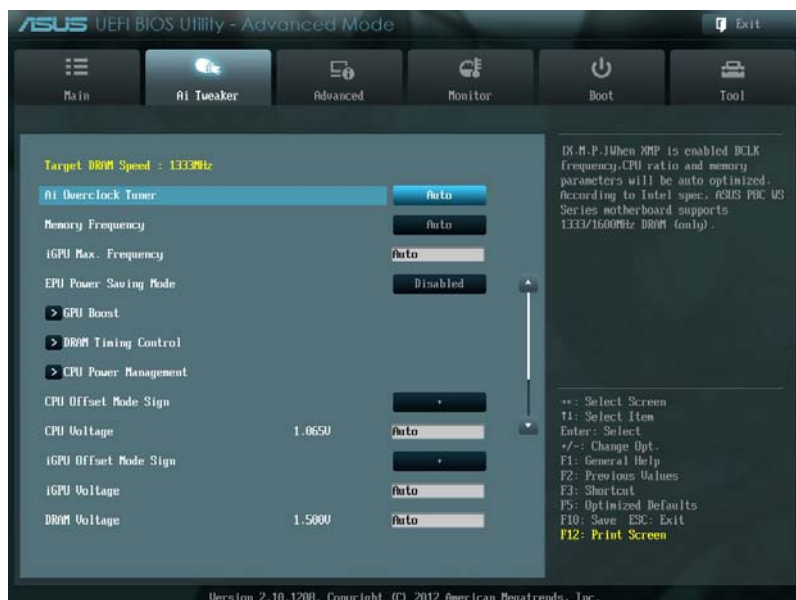 ASUS UEFI BIOS Utility - Advanced Mode
Exit
Main
Ai Tweaker
Advanced
Monitor
Boot
Tool
Target DRAM Speed : 1333MHz
Ai Overclock Tuner Auto
Memory Frequency Auto
iGPU Max. Frequency Auto
EPU Power Saving Mode Disabled
> GPU Boost
> DRAM Timing Control
> CPU Power Management
CPU Offset Mode Sign +
CPU Voltage 1.065V Auto
iGPU Offset Mode Sign +
iGPU Voltage Auto
DRAM Voltage 1.500V Auto
[X.M.P.]When XMP is enabled BCLK
frequency,CPU ratio and memory
parameters will be auto optimized.
According to Intel spec, ASUS PBC WS
Series motherboard supports
1333/1600MHz DRAM (only).
→←: Select Screen
↑↓: Select Item
Enter: Select
+/-: Change Opt.
F1: General Help
F2: Previous Values
F3: Shortcut
F5: Optimized Defaults
F10: Save ESC: Exit
F12: Print Screen
Version 2.10.1208. Copyright (C) 2012 American Megatrends, Inc.